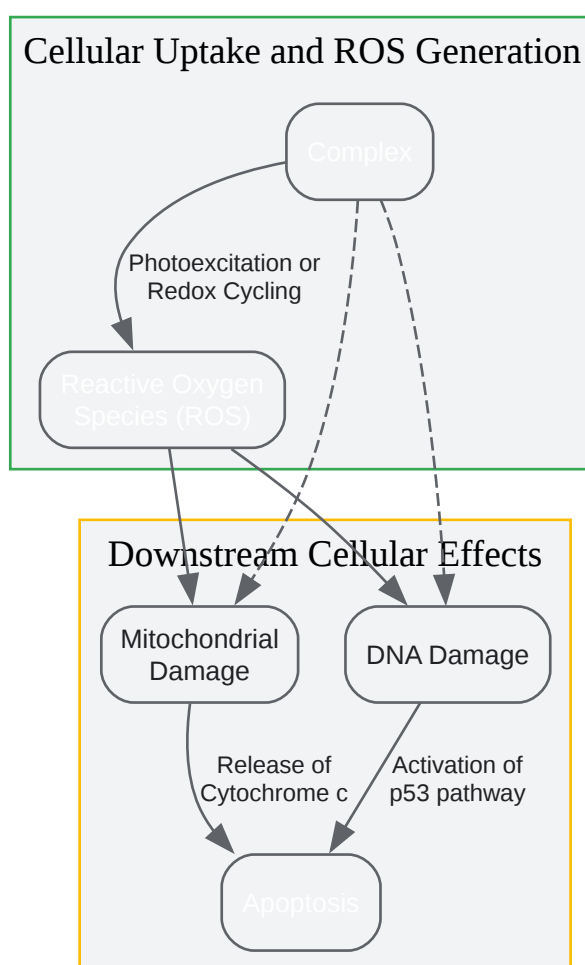 Cellular Uptake and ROS Generation
Complex
Photoexcitation or
Redox Cycling
Reactive Oxygen
Species (ROS)
Downstream Cellular Effects
Mitochondrial
Damage
DNA Damage
Release of
Cytochrome c
Activation of
p53 pathway
Apoptosis